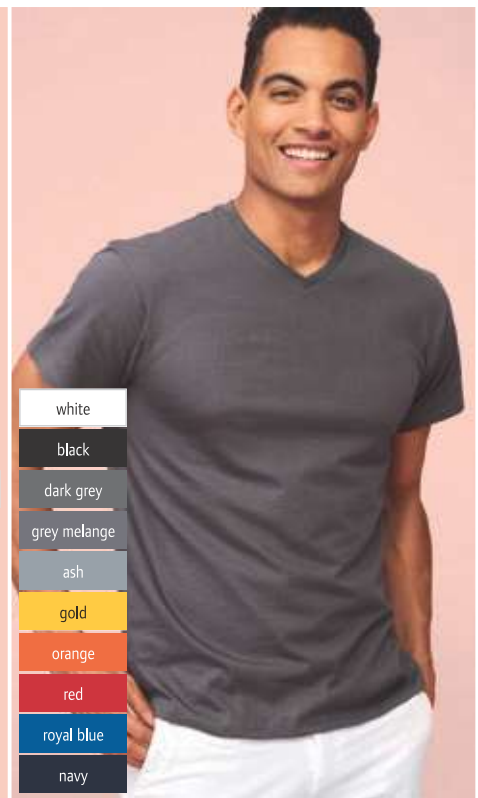 white
black
dark grey
grey melange
ash
gold
orange
red
royal blue
navy